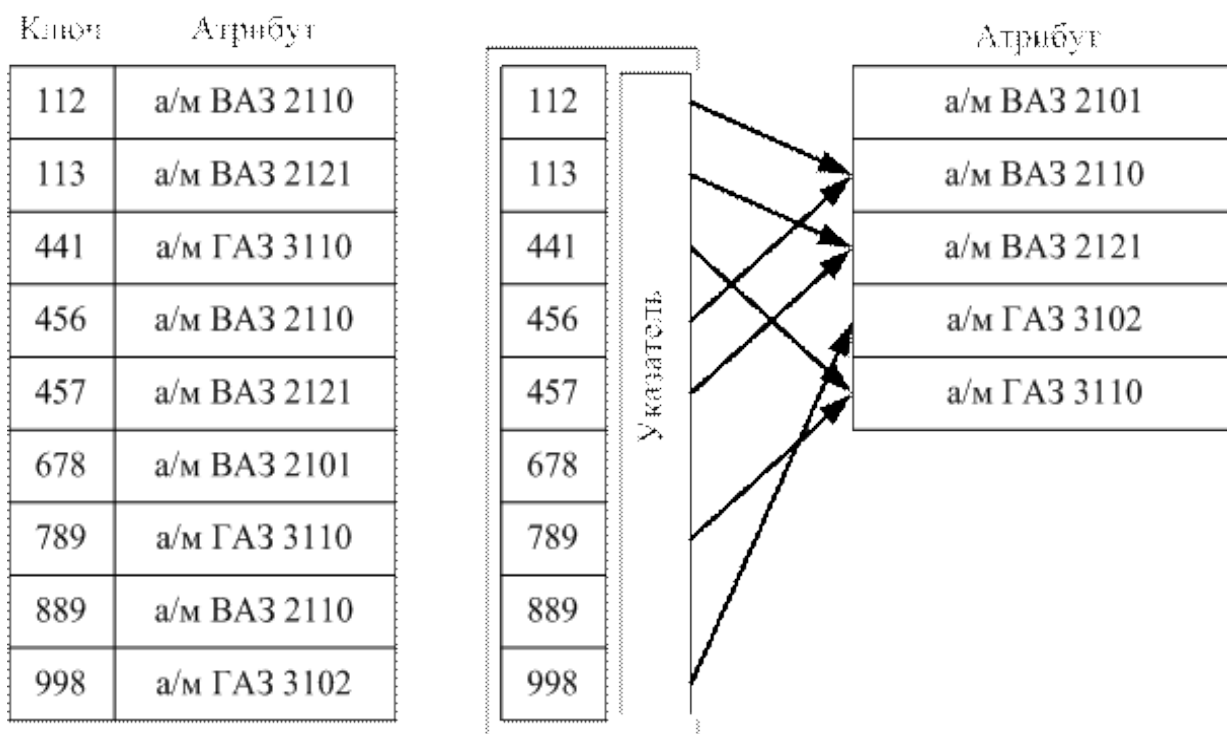 Ключ Атрибут
112 а/м ВАЗ 2110
113 а/м ВАЗ 2121
441 а/м ГАЗ 3110
456 а/м ВАЗ 2110
457 а/м ВАЗ 2121
678 а/м ВАЗ 2101
789 а/м ГАЗ 3110
889 а/м ВАЗ 2110
998 а/м ГАЗ 3102
112
113
441
456
457
678
789
889
998
Указатель
Атрибут
а/м ВАЗ 2101
а/м ВАЗ 2110
а/м ВАЗ 2121
а/м ГАЗ 3102
а/м ГАЗ 3110